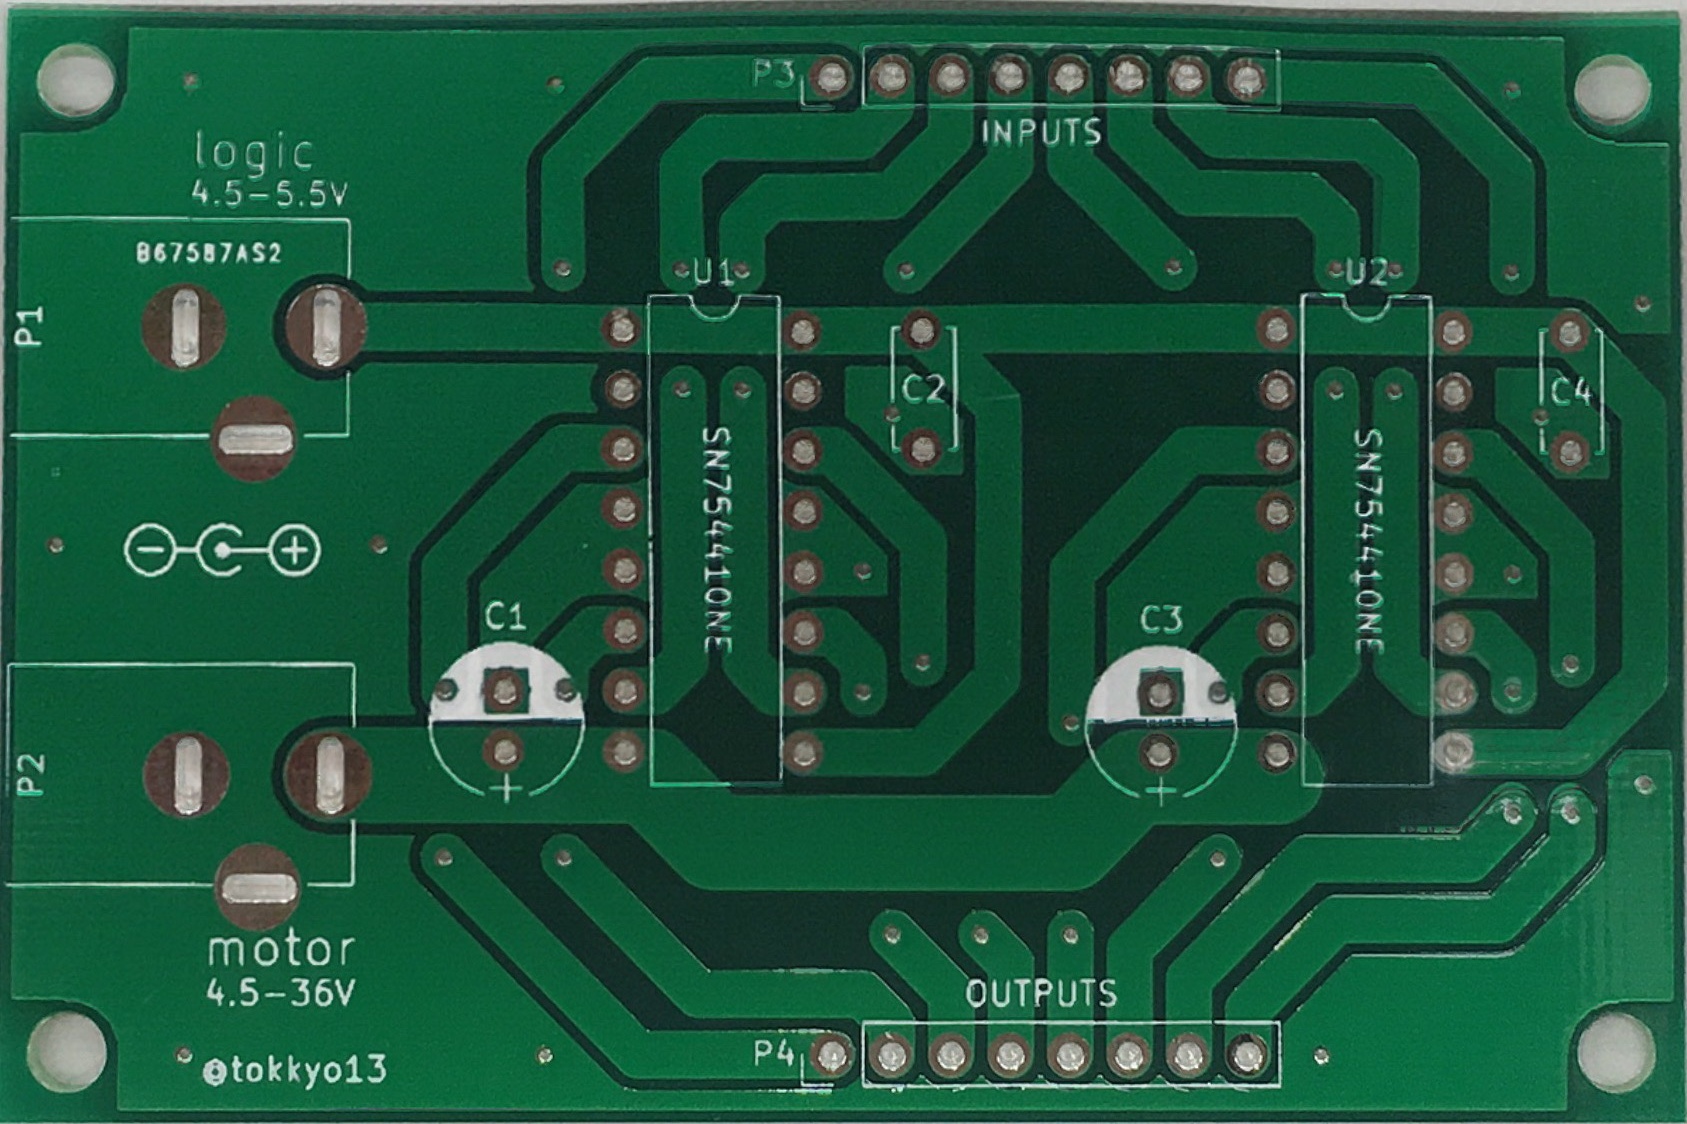 P3
INPUTS
logic
4.5-5.5V
B67587AS2
P1
U1
U2
C2
C4
SN754410NE
SN754410NE
C1
C3
P2
motor
4.5-36V
OUTPUTS
P4
@tokkyo13